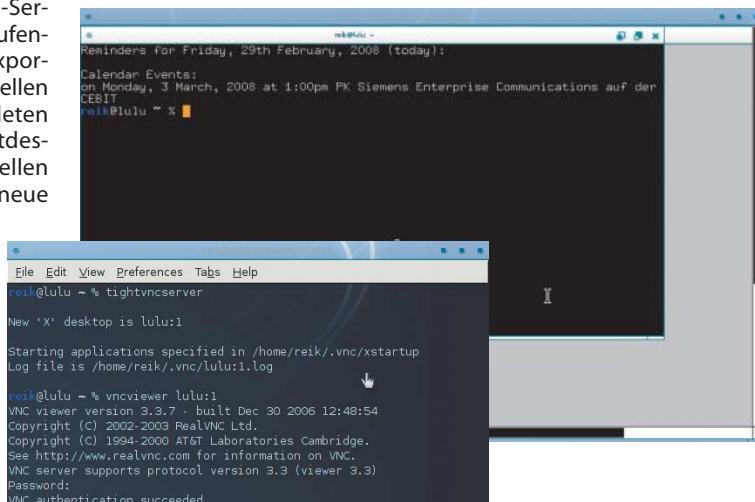 -Ser-
ufen-
xpor-
ellen
leten
tdes-
ellen
neue
reik@lulu: ~
Reminders for Friday, 29th February, 2008 (today):
Calendar Events:
on Monday, 3 March, 2008 at 1:00pm PK Siemens Enterprise Communications auf der
CEBIT
reik@lulu ~ %
File Edit View Preferences Tabs Help
reik@lulu ~ % tightvncserver
New 'X' desktop is lulu:1
Starting applications specified in /home/reik/.vnc/xstartup
Log file is /home/reik/.vnc/lulu:1.log
reik@lulu ~ % vncviewer lulu:1
VNC viewer version 3.3.7 - built Dec 30 2006 12:48:54
Copyright (C) 2002-2003 RealVNC Ltd.
Copyright (C) 1994-2000 AT&T Laboratories Cambridge.
See http://www.realvnc.com for information on VNC.
VNC server supports protocol version 3.3 (viewer 3.3)
Password:
VNC authentication succeeded